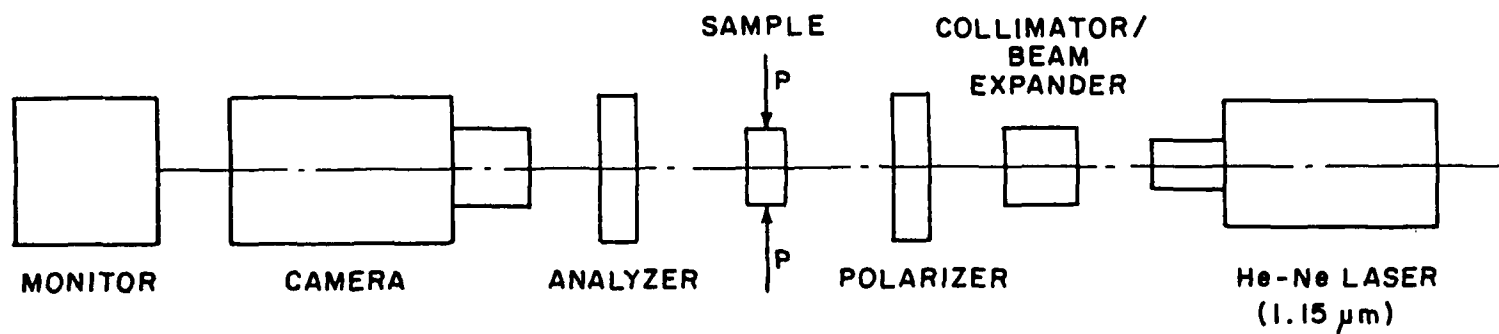 SAMPLE
COLLIMATOR/
BEAM
EXPANDER
P
P
MONITOR
CAMERA
ANALYZER
POLARIZER
He-Ne LASER
(1.15 μm)